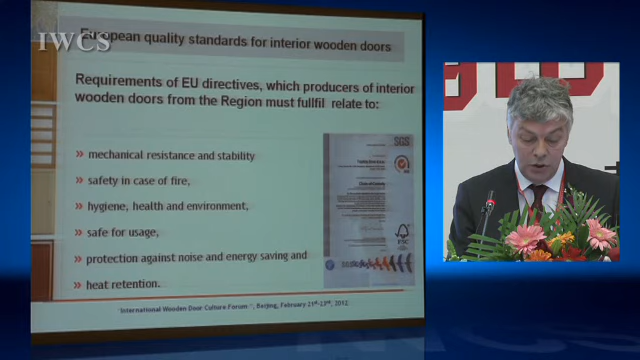 IWCS
European quality standards for interior wooden doors
Requirements of EU directives, which producers of interior
wooden doors from the Region must fullfil relate to:
» mechanical resistance and stability
» safety in case of fire,
» hygiene, health and environment,
» safe for usage,
» protection against noise and energy saving and
» heat retention.
SGS
FSC
"International Wooden Door Culture Forum", Beijing, February 21st-23rd, 2012